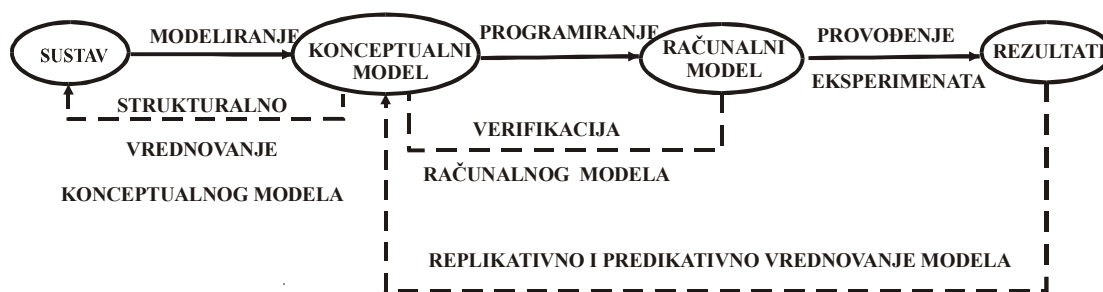 MODELIRANJE
PROGRAMIRANJE
PROVOĐENJE
SUSTAV
KONCEPTUALNI
MODEL
RAČUNALNI
MODEL
REZULTATI
EKSPERIMENATA
STRUKTURALNO
VREDNOVANJE
KONCEPTUALNOG MODELA
VERIFIKACIJA
RAČUNALNOG MODELA
REPLIKATIVNO I PREDIKATIVNO VREDNOVANJE MODELA